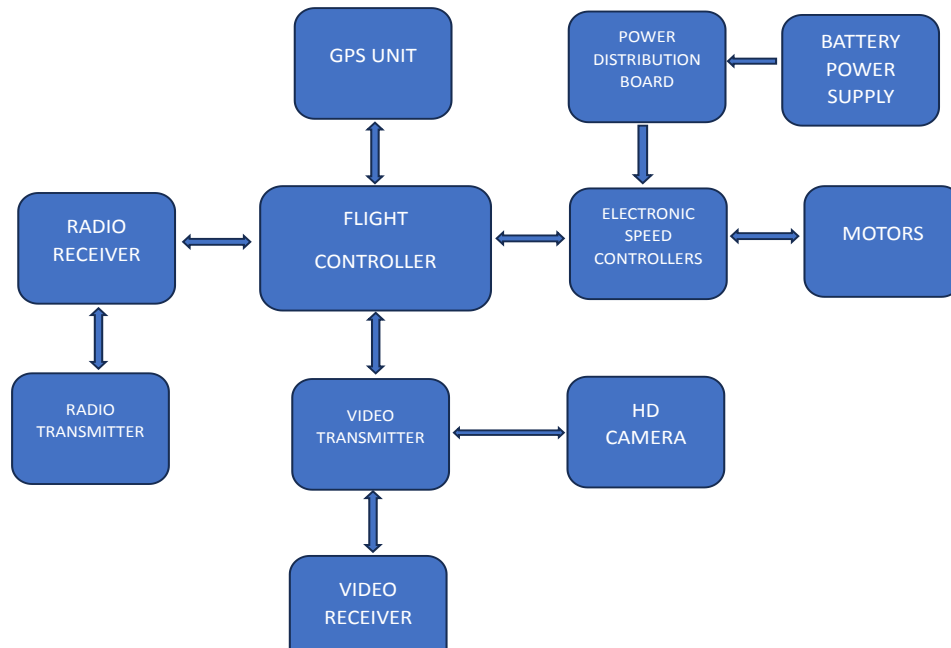 GPS UNIT
POWER
DISTRIBUTION
BOARD
BATTERY
POWER
SUPPLY
RADIO
RECEIVER
FLIGHT
CONTROLLER
ELECTRONIC
SPEED
CONTROLLERS
MOTORS
RADIO
TRANSMITTER
VIDEO
TRANSMITTER
HD
CAMERA
VIDEO
RECEIVER